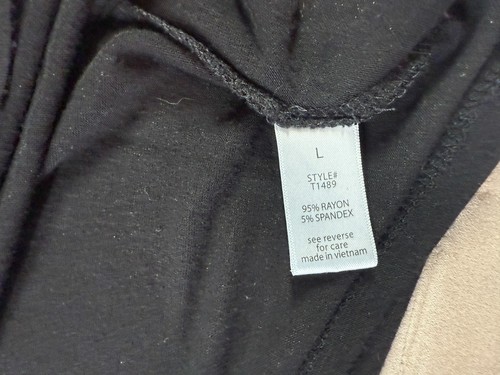 L
STYLE#
T1489
95% RAYON
5% SPANDEX
see reverse
for care
made in vietnam